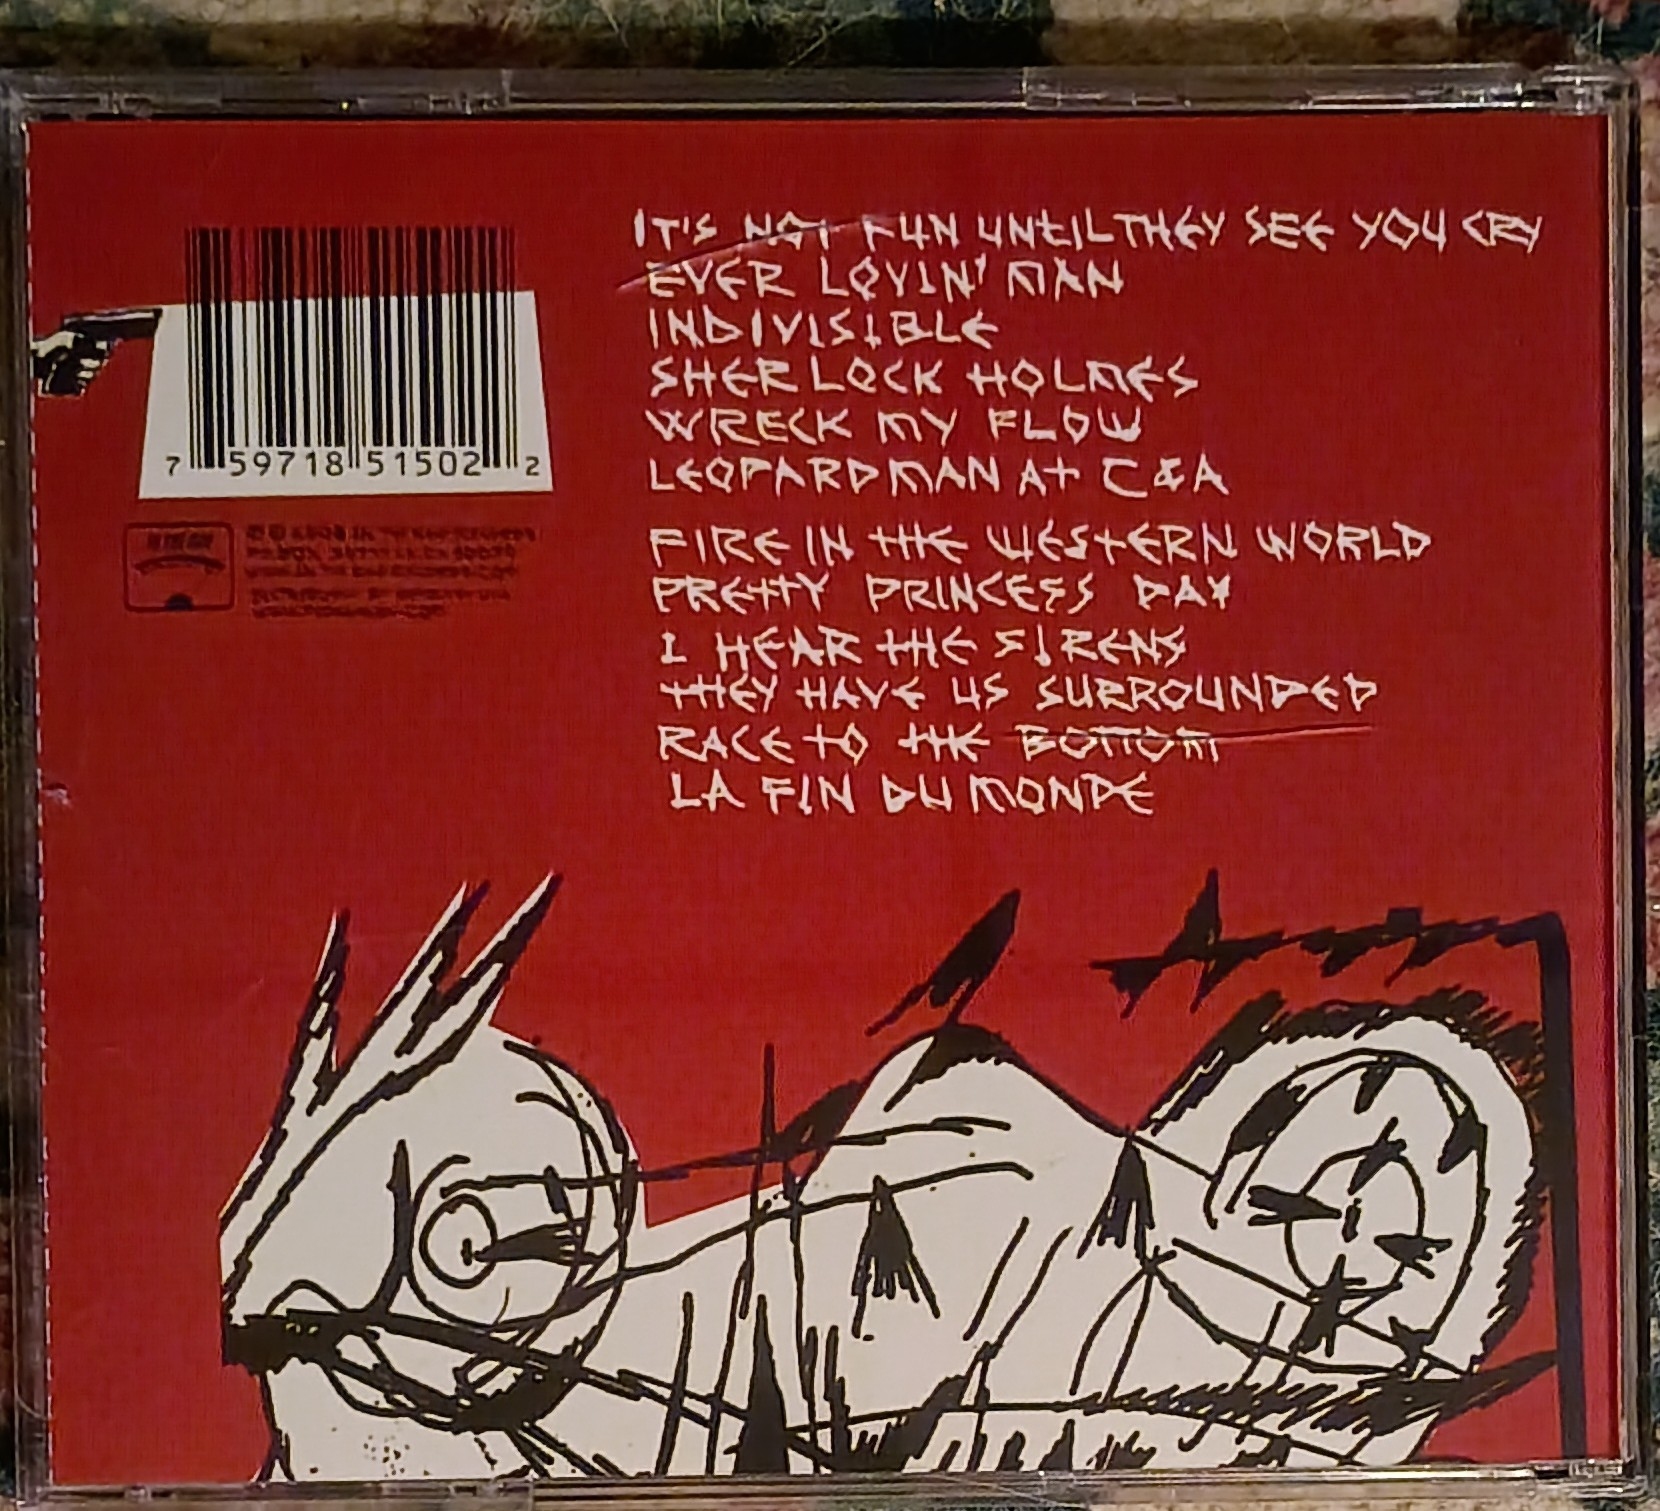 IT'S NOT FUN UNTIL THEY SEE YOU CRY
EVER LOVIN' MAN
INDIVISIBLE
SHERLOCK HOLMES
WRECK MY FLOW
LEOPARDMAN AT C & A
FIRE IN THE WESTERN WORLD
PRETTY PRINCESS DAY
I HEAR THE SIRENS
THEY HAVE US SURROUNDED
RACE TO THE BOTTOM
LA FIN DU MONDE
7 59718 51502 2